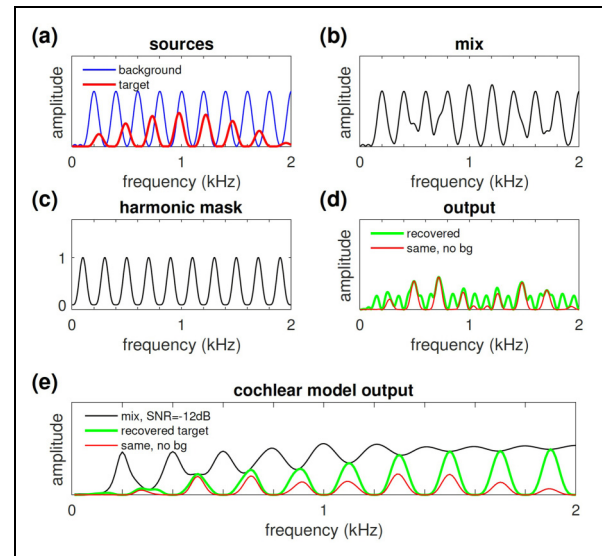 (a)
sources
amplitude
background
target
0
1
2
frequency (kHz)
(b)
mix
amplitude
0
1
2
frequency (kHz)
(c)
harmonic mask
1
0
0
1
2
frequency (kHz)
(d)
output
amplitude
recovered
same, no bg
0
1
2
frequency (kHz)
(e)
cochlear model output
amplitude
mix, SNR=-12dB
recovered target
same, no bg
0
1
2
frequency (kHz)